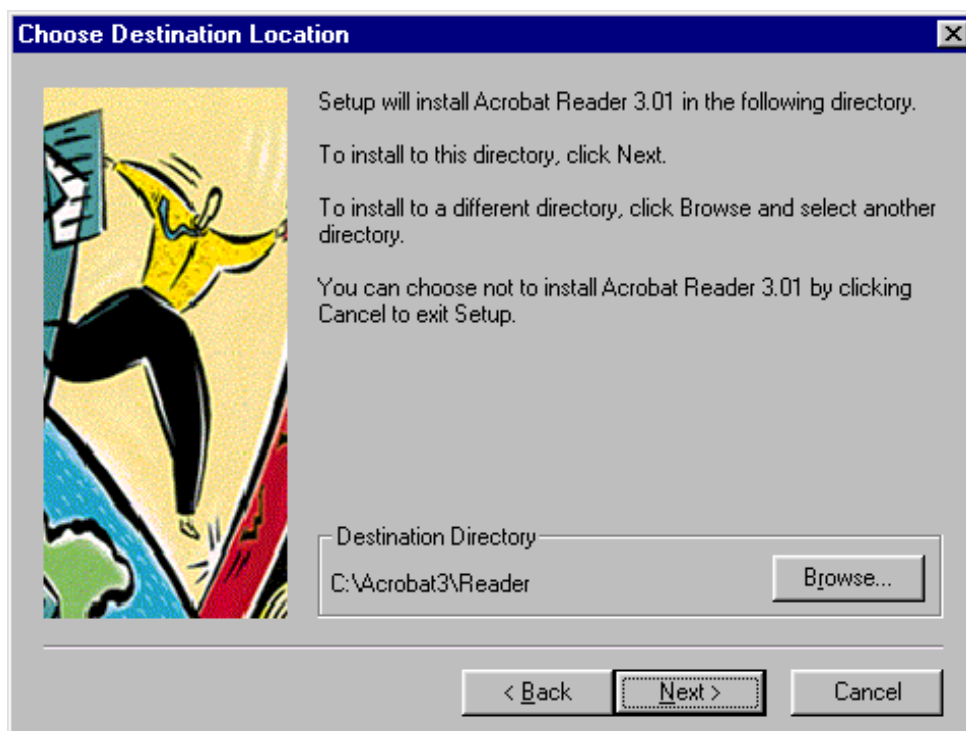 Choose Destination Location
Setup will install Acrobat Reader 3.01 in the following directory.
To install to this directory, click Next.
To install to a different directory, click Browse and select another
directory.
You can choose not to install Acrobat Reader 3.01 by clicking
Cancel to exit Setup.
Destination Directory
C:\Acrobat3\Reader
Browse...
< Back
Next >
Cancel